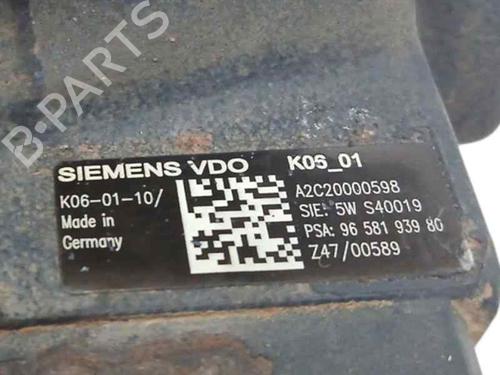 B-PARTS
SIEMENS VDO K06_01
K06-01-10/ A2C20000598
Made in SIE: 5W S40019
Germany PSA: 96 581 939 80
Z47/00589